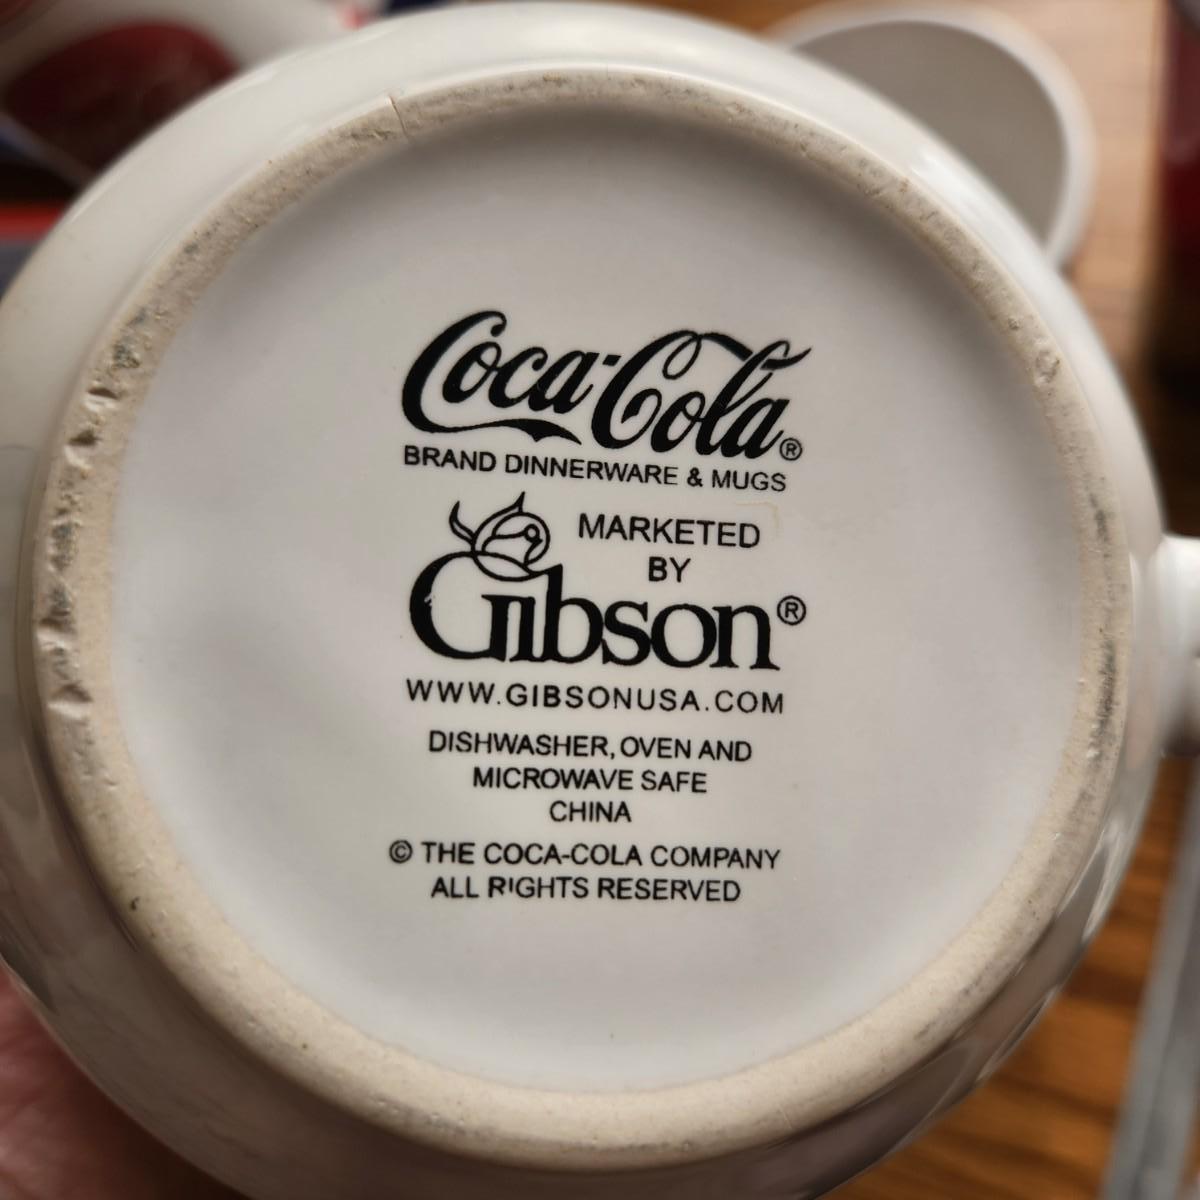 Coca-Cola®
BRAND DINNERWARE & MUGS
MARKETED
BY
Gibson®
WWW.GIBSONUSA.COM
DISHWASHER, OVEN AND
MICROWAVE SAFE
CHINA
© THE COCA-COLA COMPANY
ALL RIGHTS RESERVED